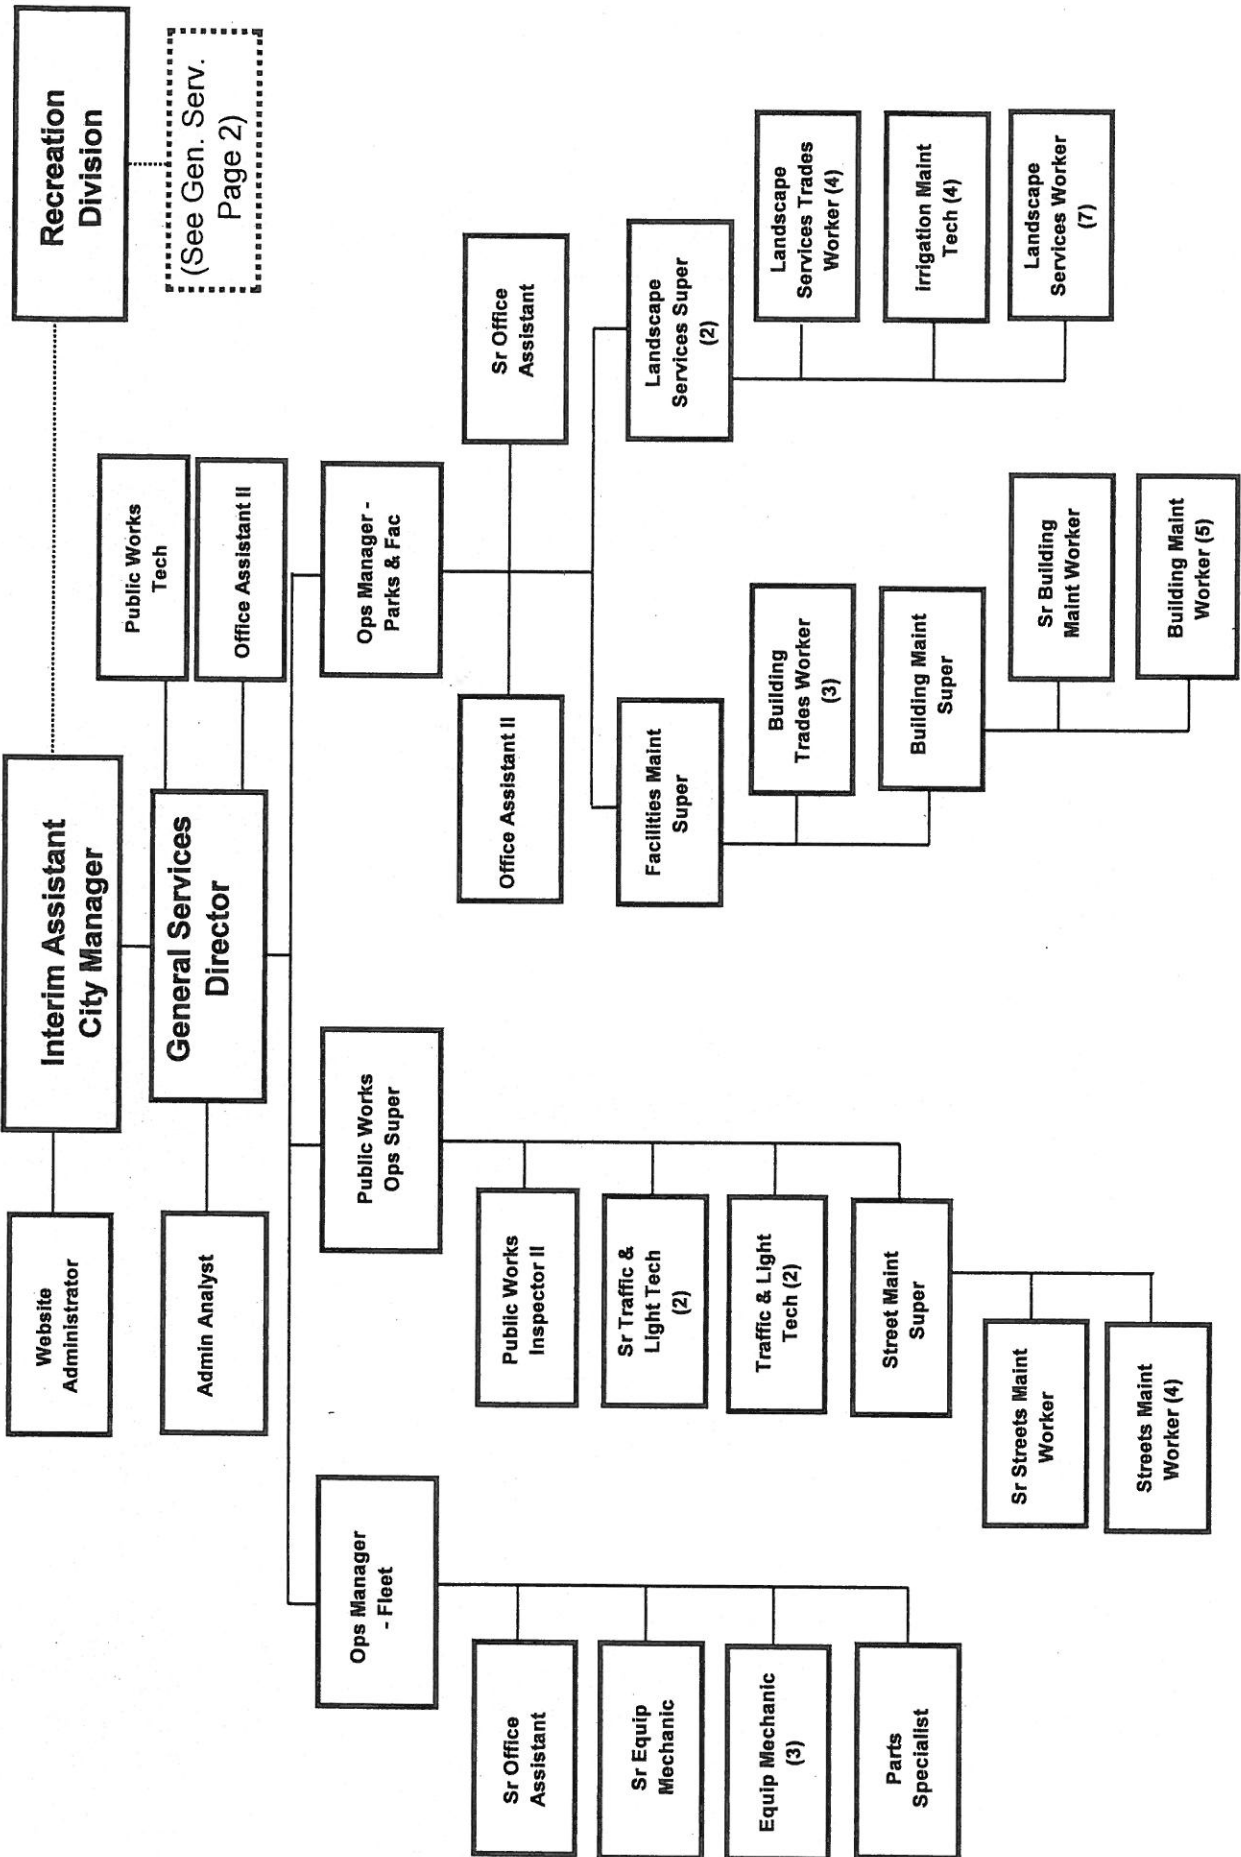 Website
Administrator
Interim Assistant
City Manager
Recreation
Division
(See Gen. Serv.
Page 2)
Admin Analyst
General Services
Director
Public Works
Tech
Office Assistant II
Ops Manager
- Fleet
Public Works
Ops Super
Ops Manager -
Parks & Fac
Sr Office
Assistant
Sr Equip
Mechanic
Equip Mechanic
(3)
Parts
Specialist
Public Works
Inspector II
Sr Traffic &
Light Tech
(2)
Traffic & Light
Tech (2)
Street Maint
Super
Sr Streets Maint
Worker
Streets Maint
Worker (4)
Office Assistant II
Sr Office
Assistant
Facilities Maint
Super
Building
Trades Worker
(3)
Building Maint
Super
Sr Building
Maint Worker
Building Maint
Worker (5)
Landscape
Services Super
(2)
Landscape
Services Trades
Worker (4)
Irrigation Maint
Tech (4)
Landscape
Services Worker
(7)